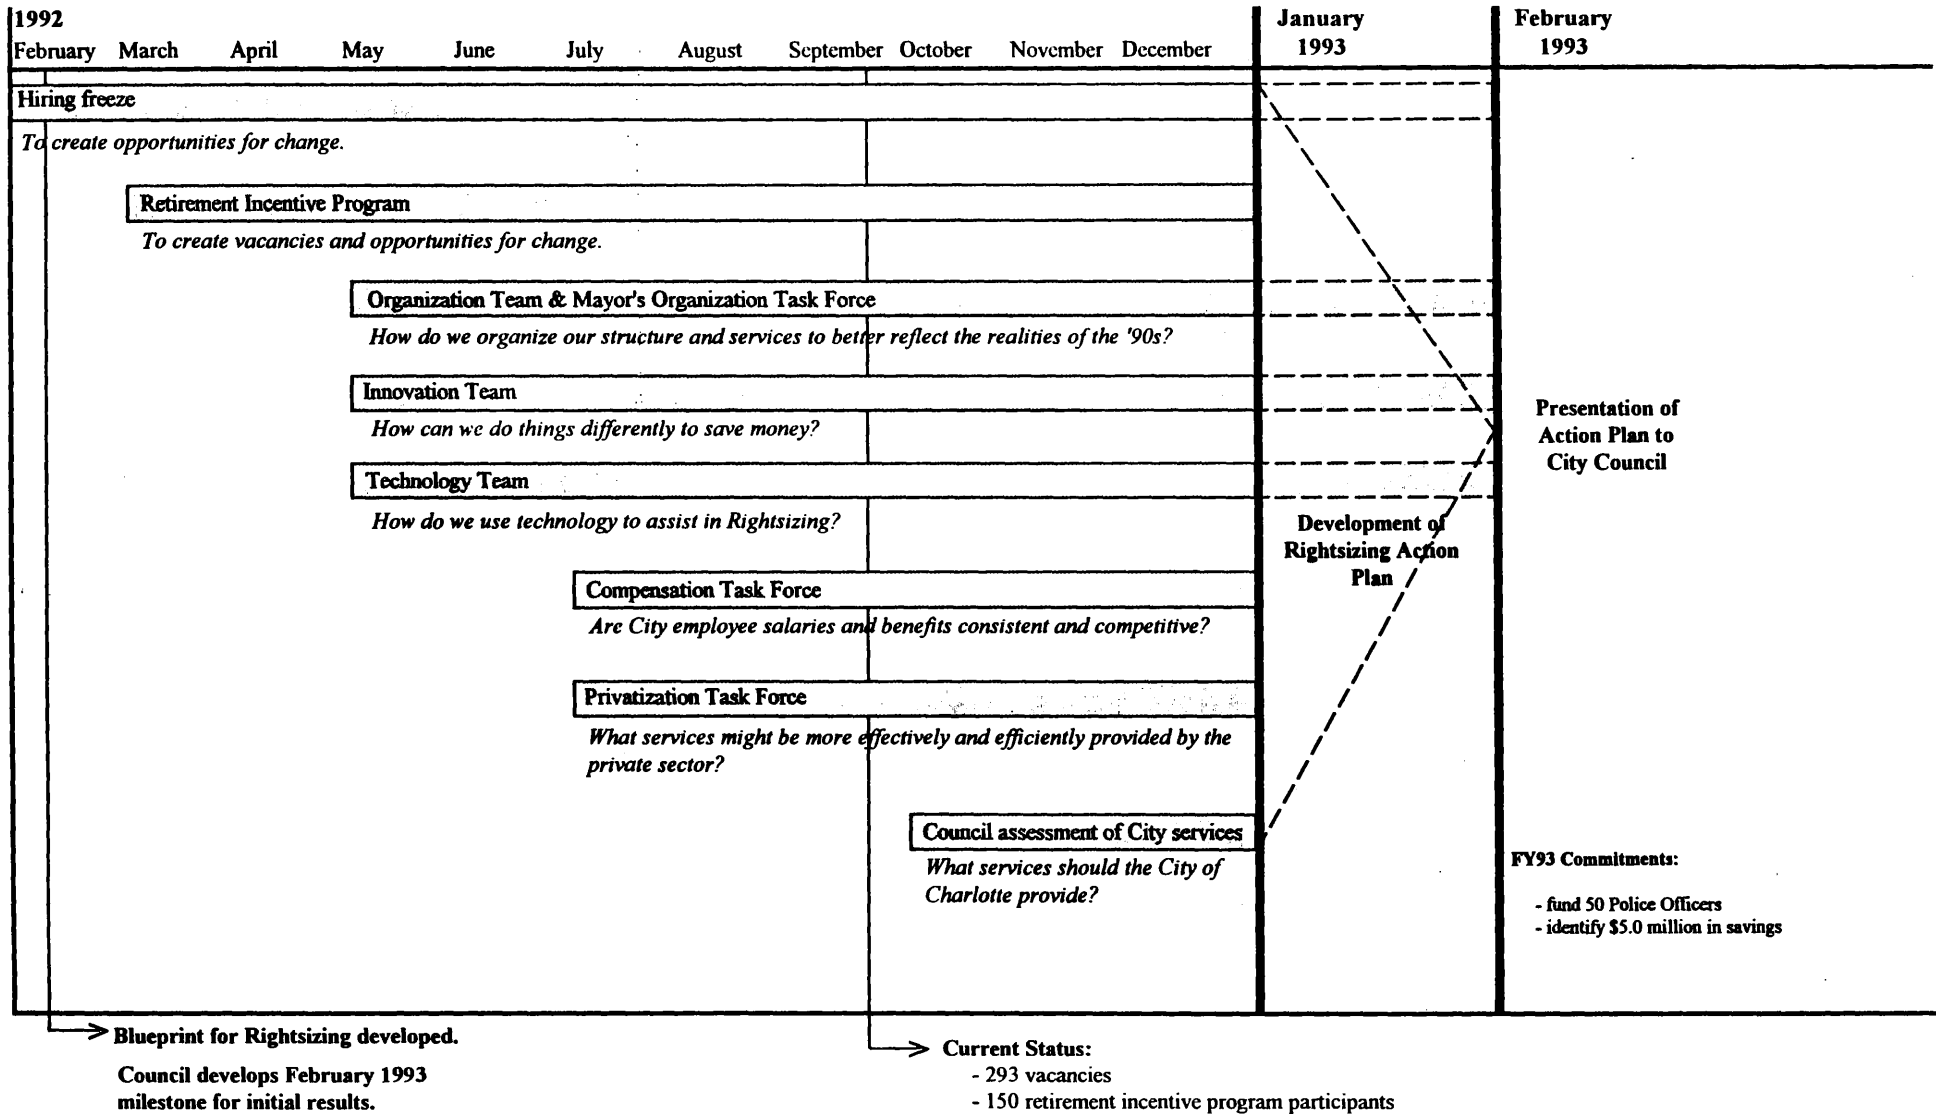 1992
February March April May June July August September October November December
January
1993
February
1993
Hiring freeze
To create opportunities for change.
Retirement Incentive Program
To create vacancies and opportunities for change.
Organization Team & Mayor's Organization Task Force
How do we organize our structure and services to better reflect the realities of the '90s?
Innovation Team
How can we do things differently to save money?
Technology Team
How do we use technology to assist in Rightsizing?
Compensation Task Force
Are City employee salaries and benefits consistent and competitive?
Privatization Task Force
What services might be more effectively and efficiently provided by the
private sector?
Council assessment of City services
What services should the City of
Charlotte provide?
Development of
Rightsizing Action
Plan
Presentation of
Action Plan to
City Council
FY93 Commitments:
- fund 50 Police Officers
- identify $5.0 million in savings
Blueprint for Rightsizing developed.
Council develops February 1993
milestone for initial results.
Current Status:
- 293 vacancies
- 150 retirement incentive program participants